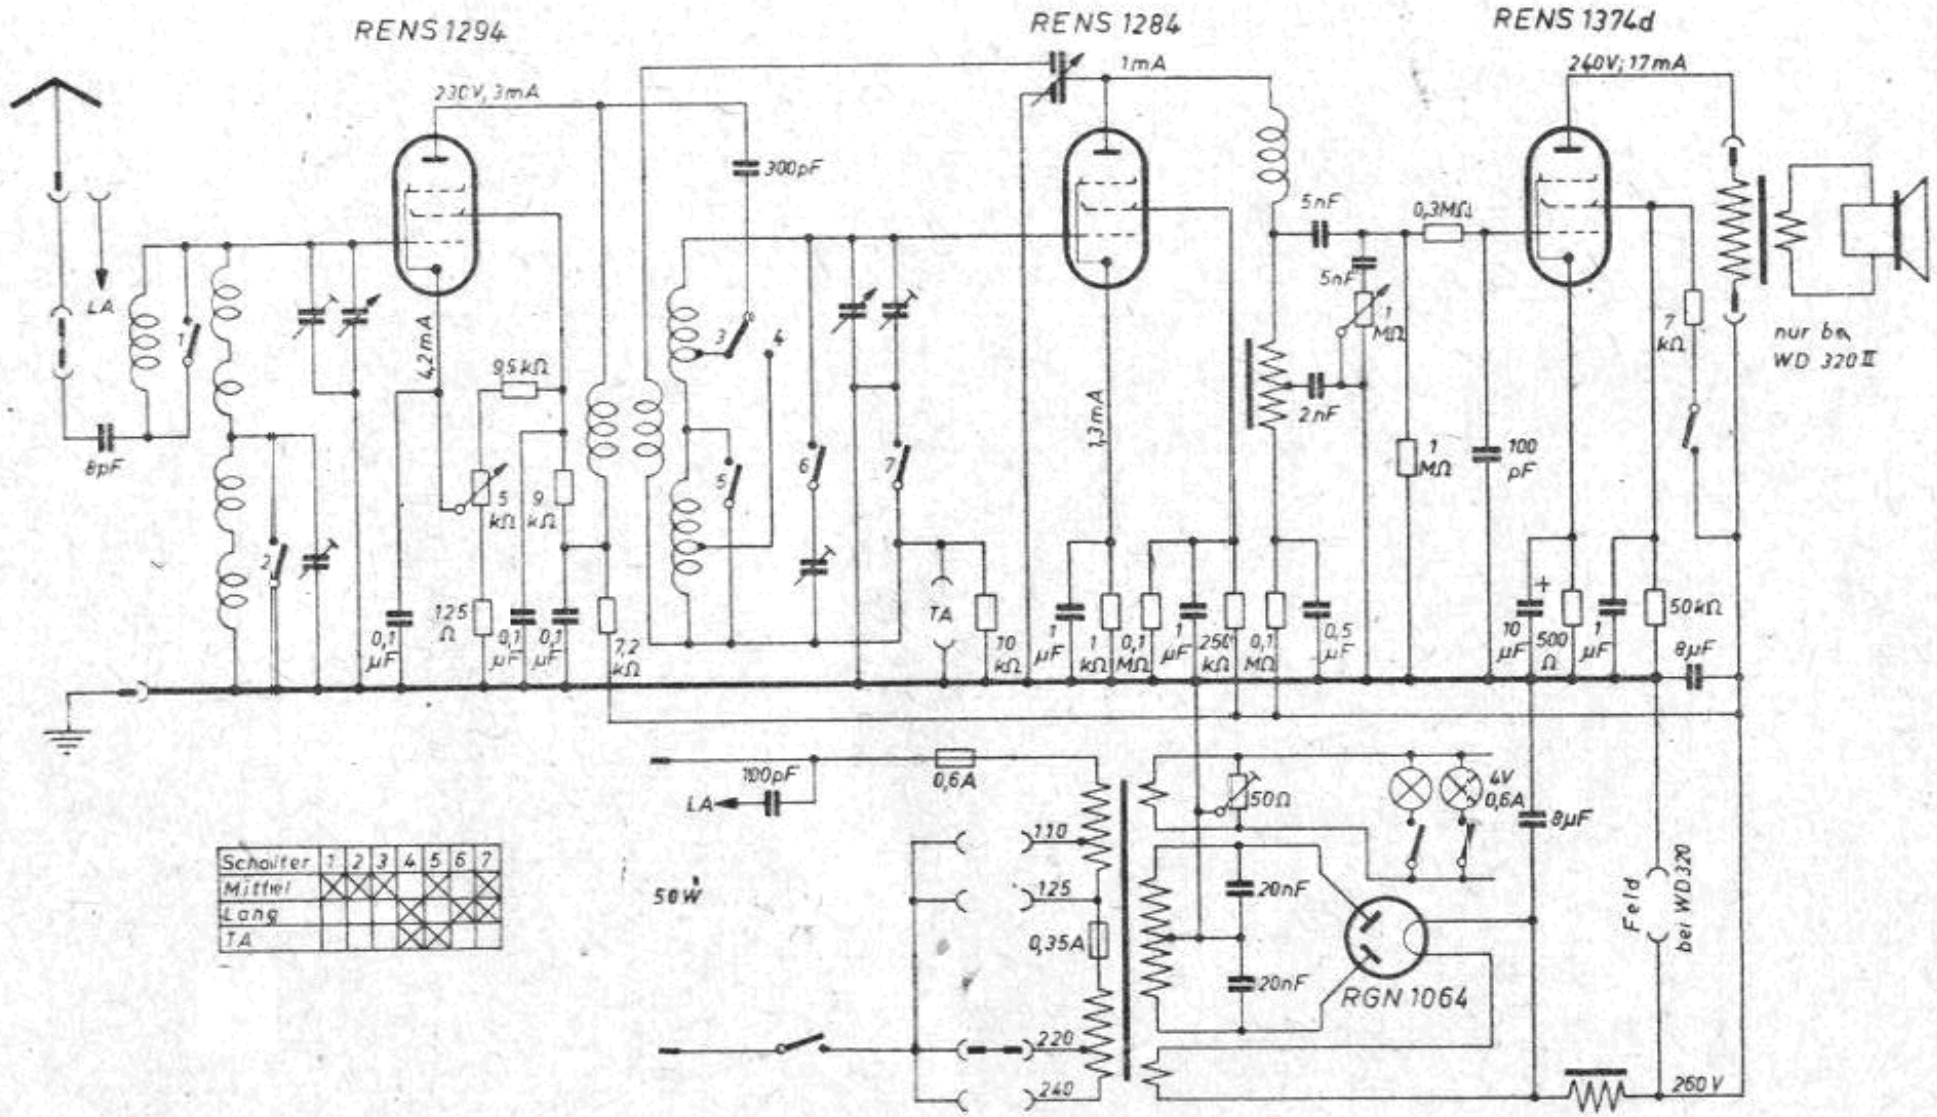 RENS 1294
RENS 1284
RENS 1374d
230V, 3mA
1mA
240V; 17mA
300pF
5nF
0,3MΩ
LA
1
4,2mA
95kΩ
3
4
5nF
1
MΩ
7
kΩ
nur be
WD 320 II
8pF
2
5
kΩ
9
kΩ
5
6
7
1,3mA
2nF
1
MΩ
100
pF
0,1
µF
125
Ω
0,1
µF
0,1
µF
7,2
kΩ
TA
10
kΩ
1
µF
1
kΩ
0,1
MΩ
1
µF
250
kΩ
0,1
MΩ
0,5
µF
+
10
µF
500
Ω
1
µF
50kΩ
8µF
100pF
LA
0,6A
50Ω
4V
0,6A
8µF
110
125
0,35A
220
240
20nF
20nF
RGN 1064
Feld
bei WD320
260V
50W
Schalter 1 2 3 4 5 6 7
Mittel
Lang
TA